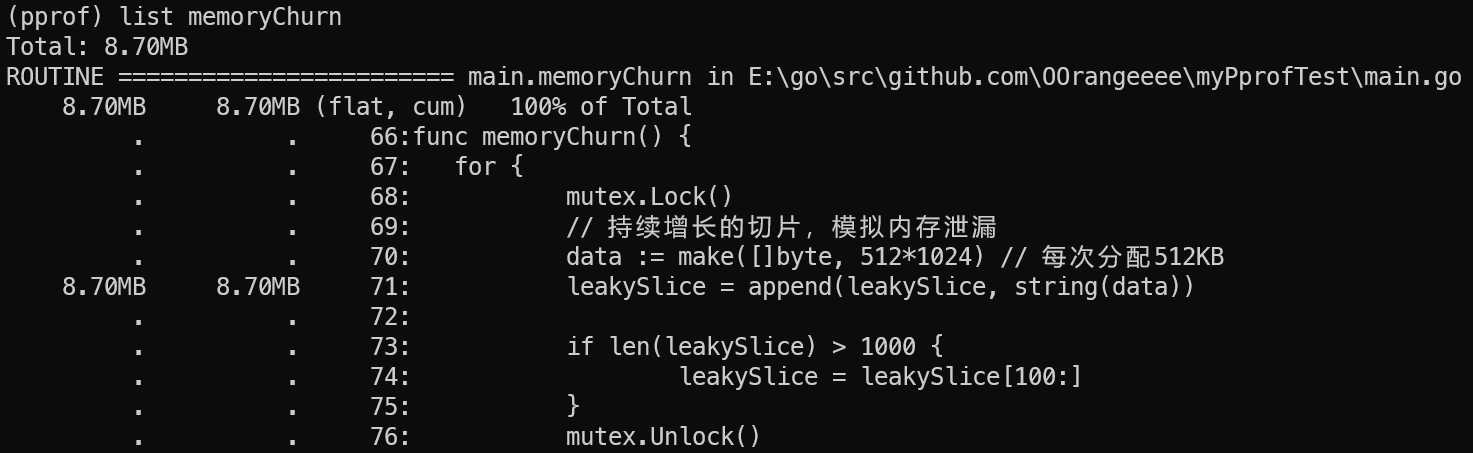 (pprof) list memoryChurn
Total: 8.70MB
ROUTINE ======================== main.memoryChurn in E:\go\src\github.com\OOrangeeee\myPprofTest\main.go
    8.70MB     8.70MB (flat, cum)   100% of Total
         .          .     66:func memoryChurn() {
         .          .     67:   for {
         .          .     68:           mutex.Lock()
         .          .     69:           // 持续增长的切片，模拟内存泄漏
         .          .     70:           data := make([]byte, 512*1024) // 每次分配512KB
    8.70MB     8.70MB     71:           leakySlice = append(leakySlice, string(data))
         .          .     72:
         .          .     73:           if len(leakySlice) > 1000 {
         .          .     74:                   leakySlice = leakySlice[100:]
         .          .     75:           }
         .          .     76:           mutex.Unlock()